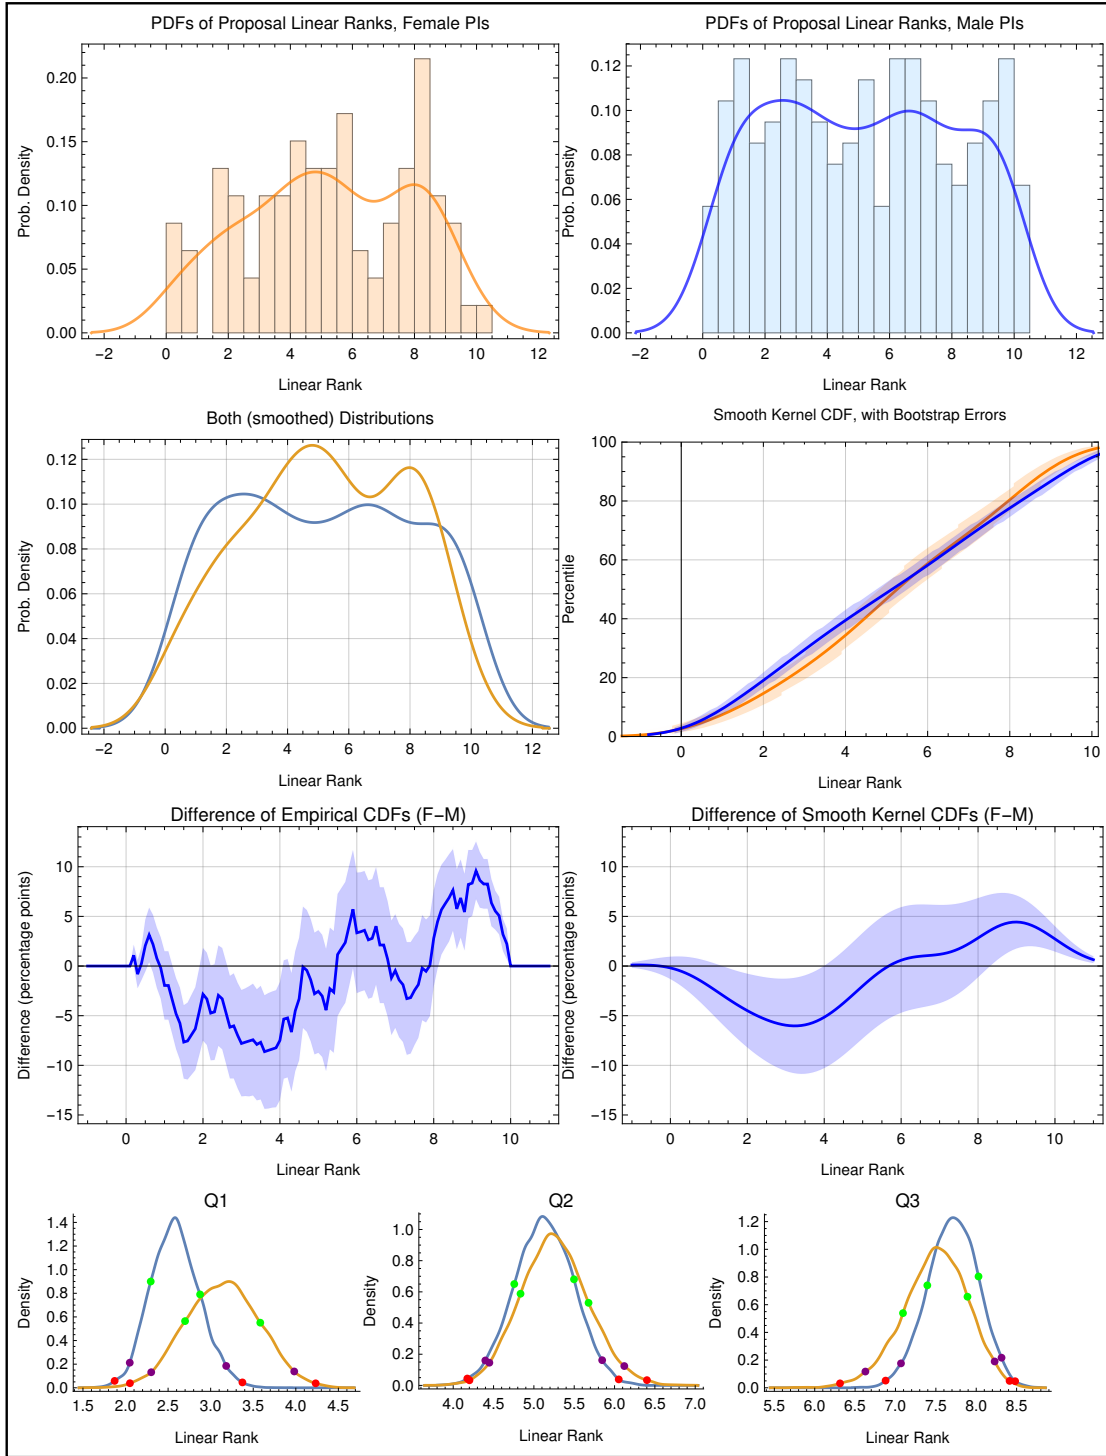 PDFs of Proposal Linear Ranks, Female PIs
PDFs of Proposal Linear Ranks, Male PIs
Prob. Density
0.20
0.15
0.10
0.05
0.00
−2 0 2 4 6 8 10 12
Linear Rank
Prob. Density
0.12
0.10
0.08
0.06
0.04
0.02
0.00
−2 0 2 4 6 8 10 12
Linear Rank
Both (smoothed) Distributions
Smooth Kernel CDF, with Bootstrap Errors
Prob. Density
0.12
0.10
0.08
0.06
0.04
0.02
0.00
−2 0 2 4 6 8 10 12
Linear Rank
Percentile
100
80
60
40
20
0
0 2 4 6 8 10
Linear Rank
Difference of Empirical CDFs (F−M)
Difference of Smooth Kernel CDFs (F−M)
Difference (percentage points)
10
5
0
−5
−10
−15
0 2 4 6 8 10
Linear Rank
Difference (percentage points)
10
5
0
−5
−10
−15
0 2 4 6 8 10
Linear Rank
Q1
Q2
Q3
Density
1.4
1.2
1.0
0.8
0.6
0.4
0.2
0.0
1.5 2.0 2.5 3.0 3.5 4.0 4.5
Linear Rank
Density
1.0
0.8
0.6
0.4
0.2
0.0
4.0 4.5 5.0 5.5 6.0 6.5 7.0
Linear Rank
Density
1.2
1.0
0.8
0.6
0.4
0.2
0.0
5.5 6.0 6.5 7.0 7.5 8.0 8.5
Linear Rank